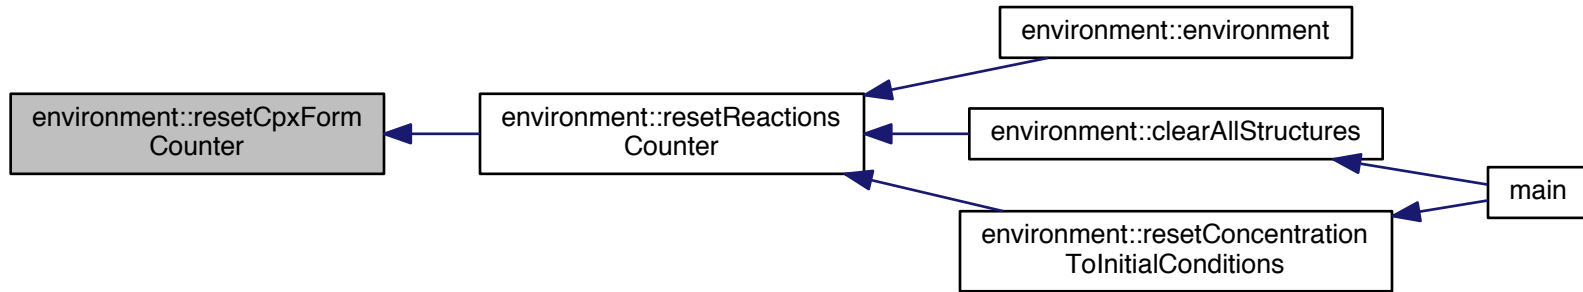 environment::resetCpxForm
Counter
environment::resetReactions
Counter
environment::environment
environment::clearAllStructures
environment::resetConcentration
ToInitialConditions
main